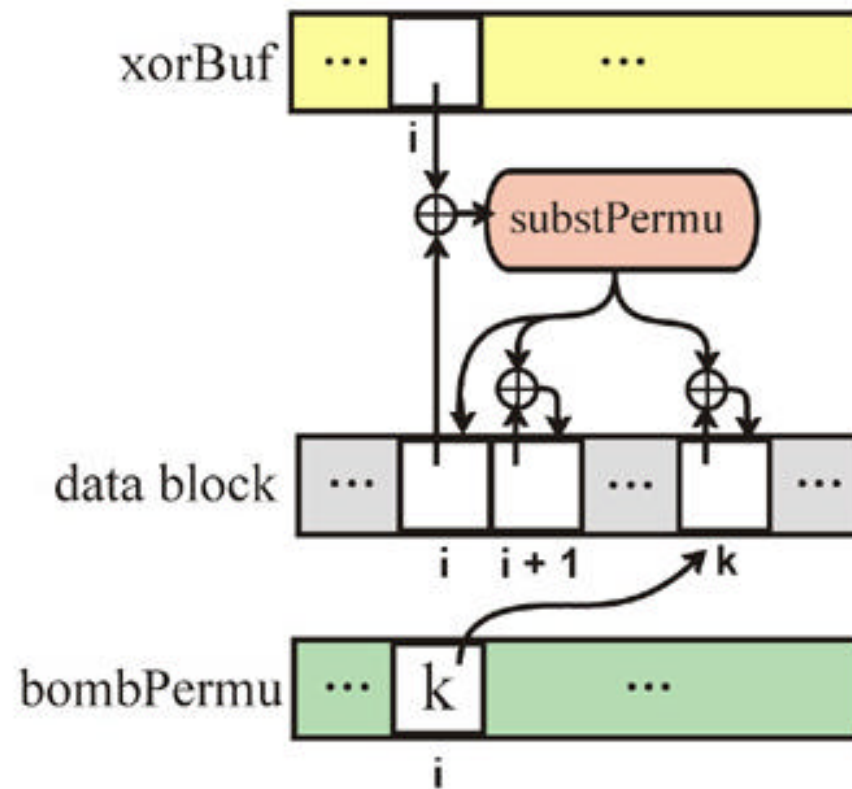 xorBuf ... ...
i
substPermu
data block ... ... ...
i i + 1 k
bombPermu ... k ...
i